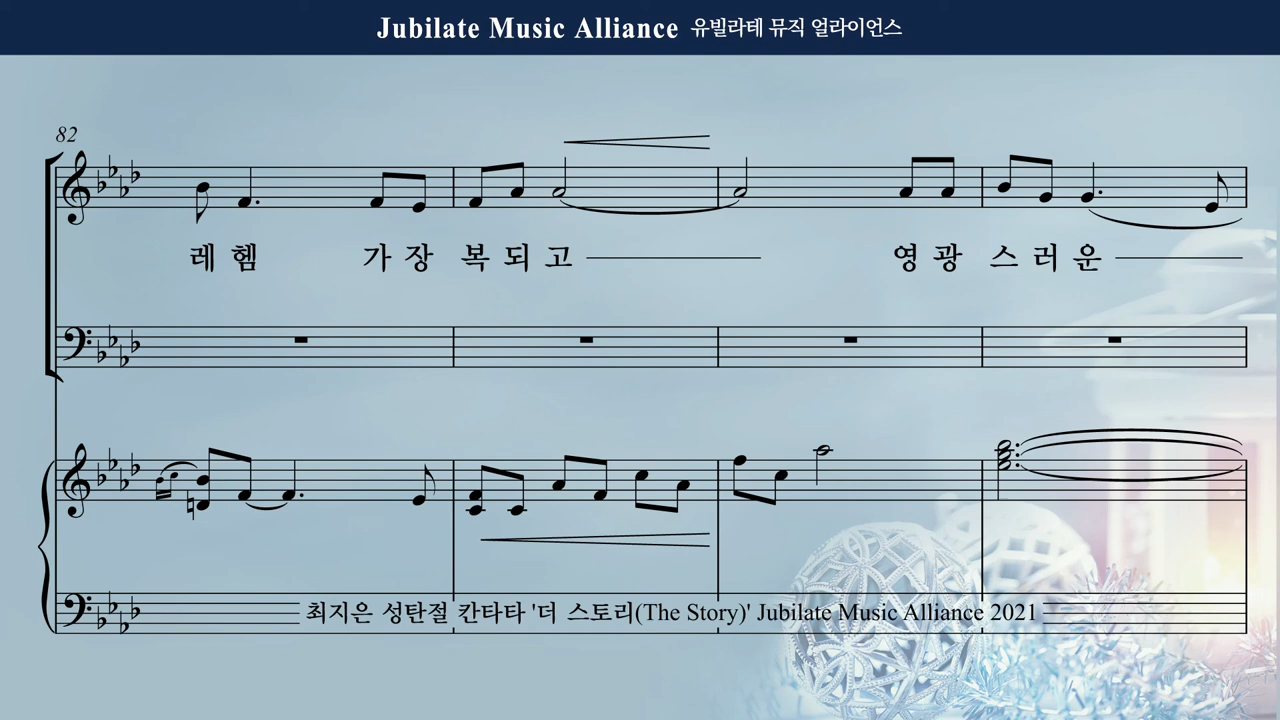 Jubilate Music Alliance 유빌라테 뮤직 얼라이언스
82
레 헴 가 장 복 되 고 영 광 스 러 운
최지은 성탄절 칸타타 '더 스토리(The Story)' Jubilate Music Alliance 2021